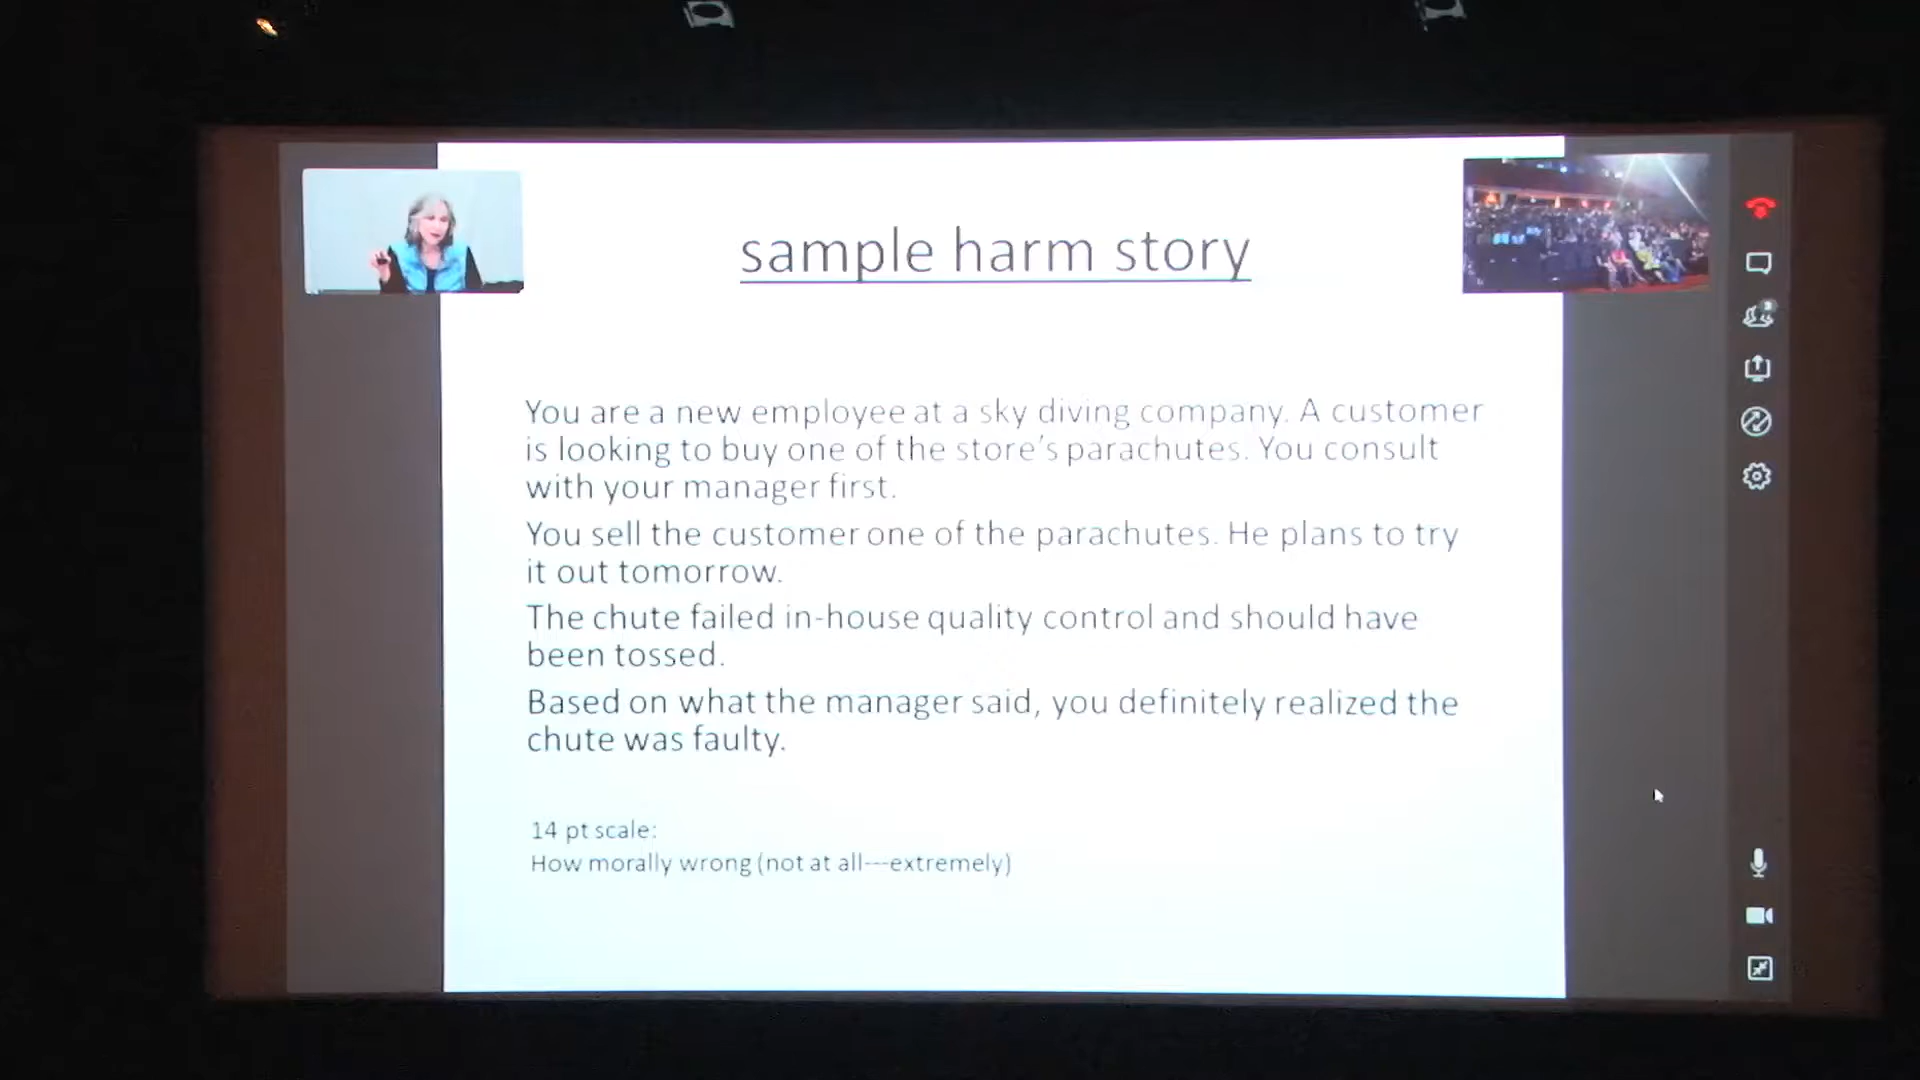 sample harm story
You are a new employee at a sky diving company. A customer
is looking to buy one of the store's parachutes. You consult
with your manager first.
You sell the customer one of the parachutes. He plans to try
it out tomorrow.
The chute failed in-house quality control and should have
been tossed.
Based on what the manager said, you definitely realized the
chute was faulty.
14 pt scale:
How morally wrong (not at all---extremely)